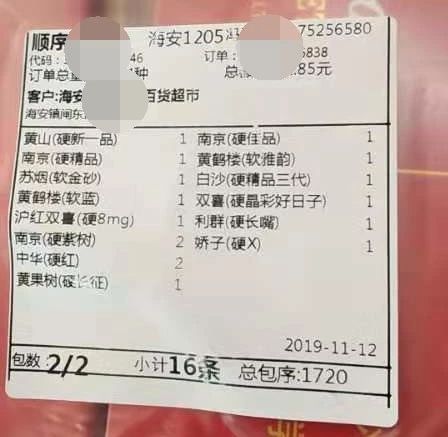 顺序 海安1205 75256580
代码: 46 订单: 5838
订单总 种 总 .85元
客户:海安 百货超市
海安镇闸东
黄山(硬新一品) 1 南京(硬佳品) 1
南京(硬精品) 1 黄鹤楼(软雅韵) 1
苏烟(软金砂) 1 白沙(硬精品三代) 1
黄鹤楼(软蓝) 1 双喜(硬晶彩好日子) 1
沪红双喜(硬8mg) 1 利群(硬长嘴) 1
南京(硬紫树) 2 娇子(硬X) 1
中华(硬红) 2
黄果树(硬长征) 1
2019-11-12
包数: 2/2 小计16条 总包序:1720